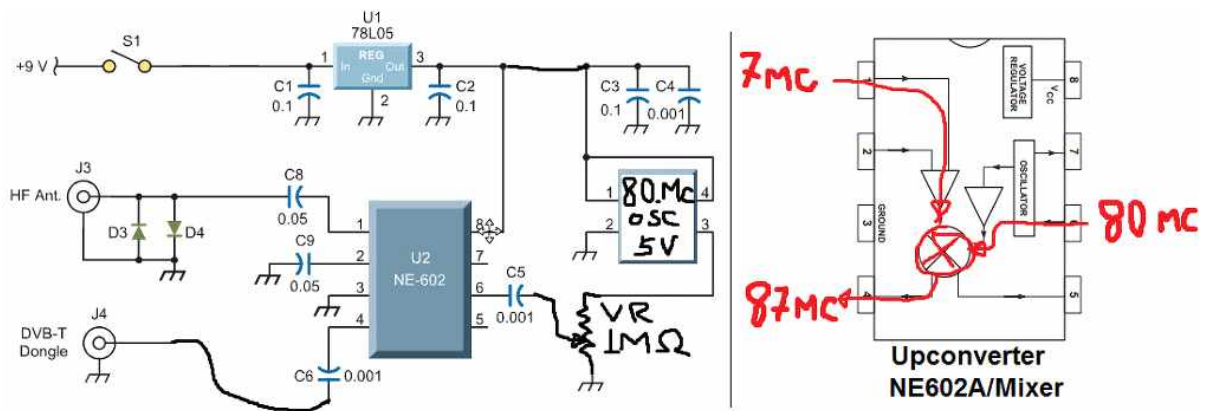 U1
78L05
S1
+9 V
1
REG
In
Out
Gnd
3
2
C1
0.1
C2
0.1
C3
0.1
C4
0.001
J3
HF Ant.
D3
D4
C8
0.05
C9
0.05
1
2
3
4
U2
NE-602
8
7
6
5
C5
0.001
1
2
80.Mc
OSC
5V
4
3
VR
1MΩ
J4
DVB-T
Dongle
C6
0.001
7MC
80 MC
87MC
1
2
3
4
GROUND
VOLTAGE
REGULATOR
VCC
OSCILLATOR
8
7
6
5
Upconverter
NE602A/Mixer